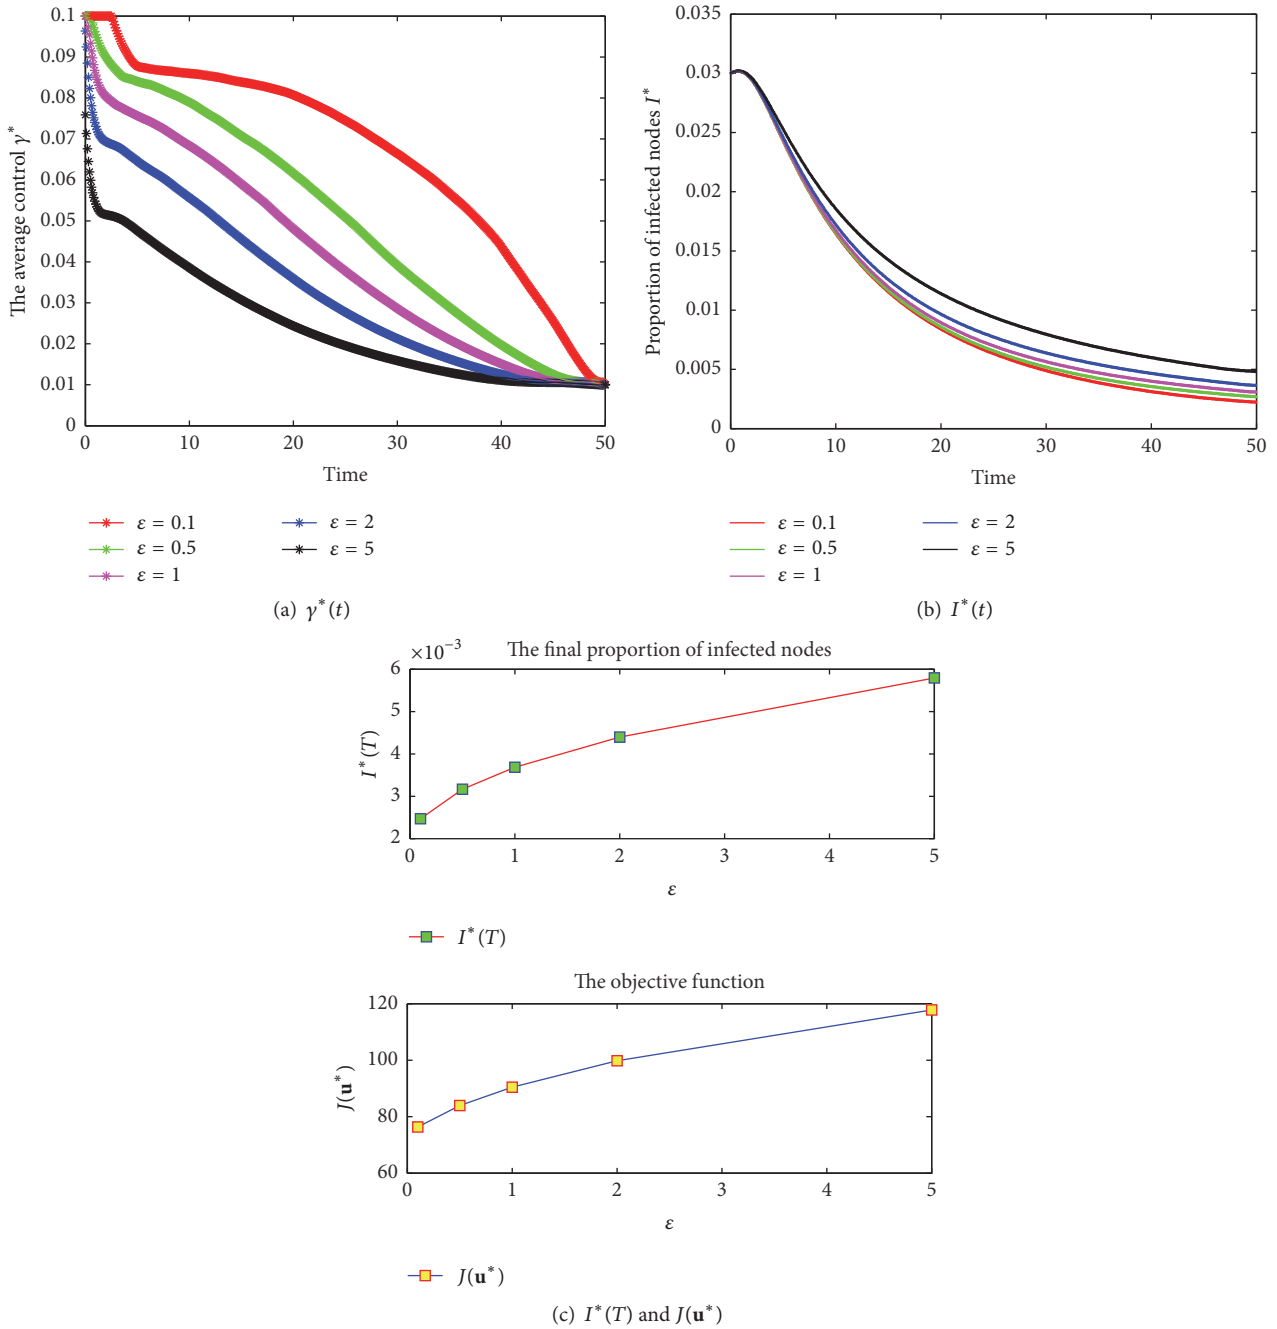 0.1
0.09
0.08
0.07
0.06
0.05
0.04
0.03
0.02
0.01
0
The average control γ*
0 10 20 30 40 50
Time
ε = 0.1
ε = 0.5
ε = 1
ε = 2
ε = 5
(a) γ*(t)
0.035
0.03
0.025
0.02
0.015
0.01
0.005
0
Proportion of infected nodes I*
0 10 20 30 40 50
Time
ε = 0.1
ε = 0.5
ε = 1
ε = 2
ε = 5
(b) I*(t)
×10⁻³
The final proportion of infected nodes
6
5
4
3
2
I*(T)
0 1 2 3 4 5
ε
I*(T)
The objective function
120
100
80
60
J(u*)
0 1 2 3 4 5
ε
J(u*)
(c) I*(T) and J(u*)